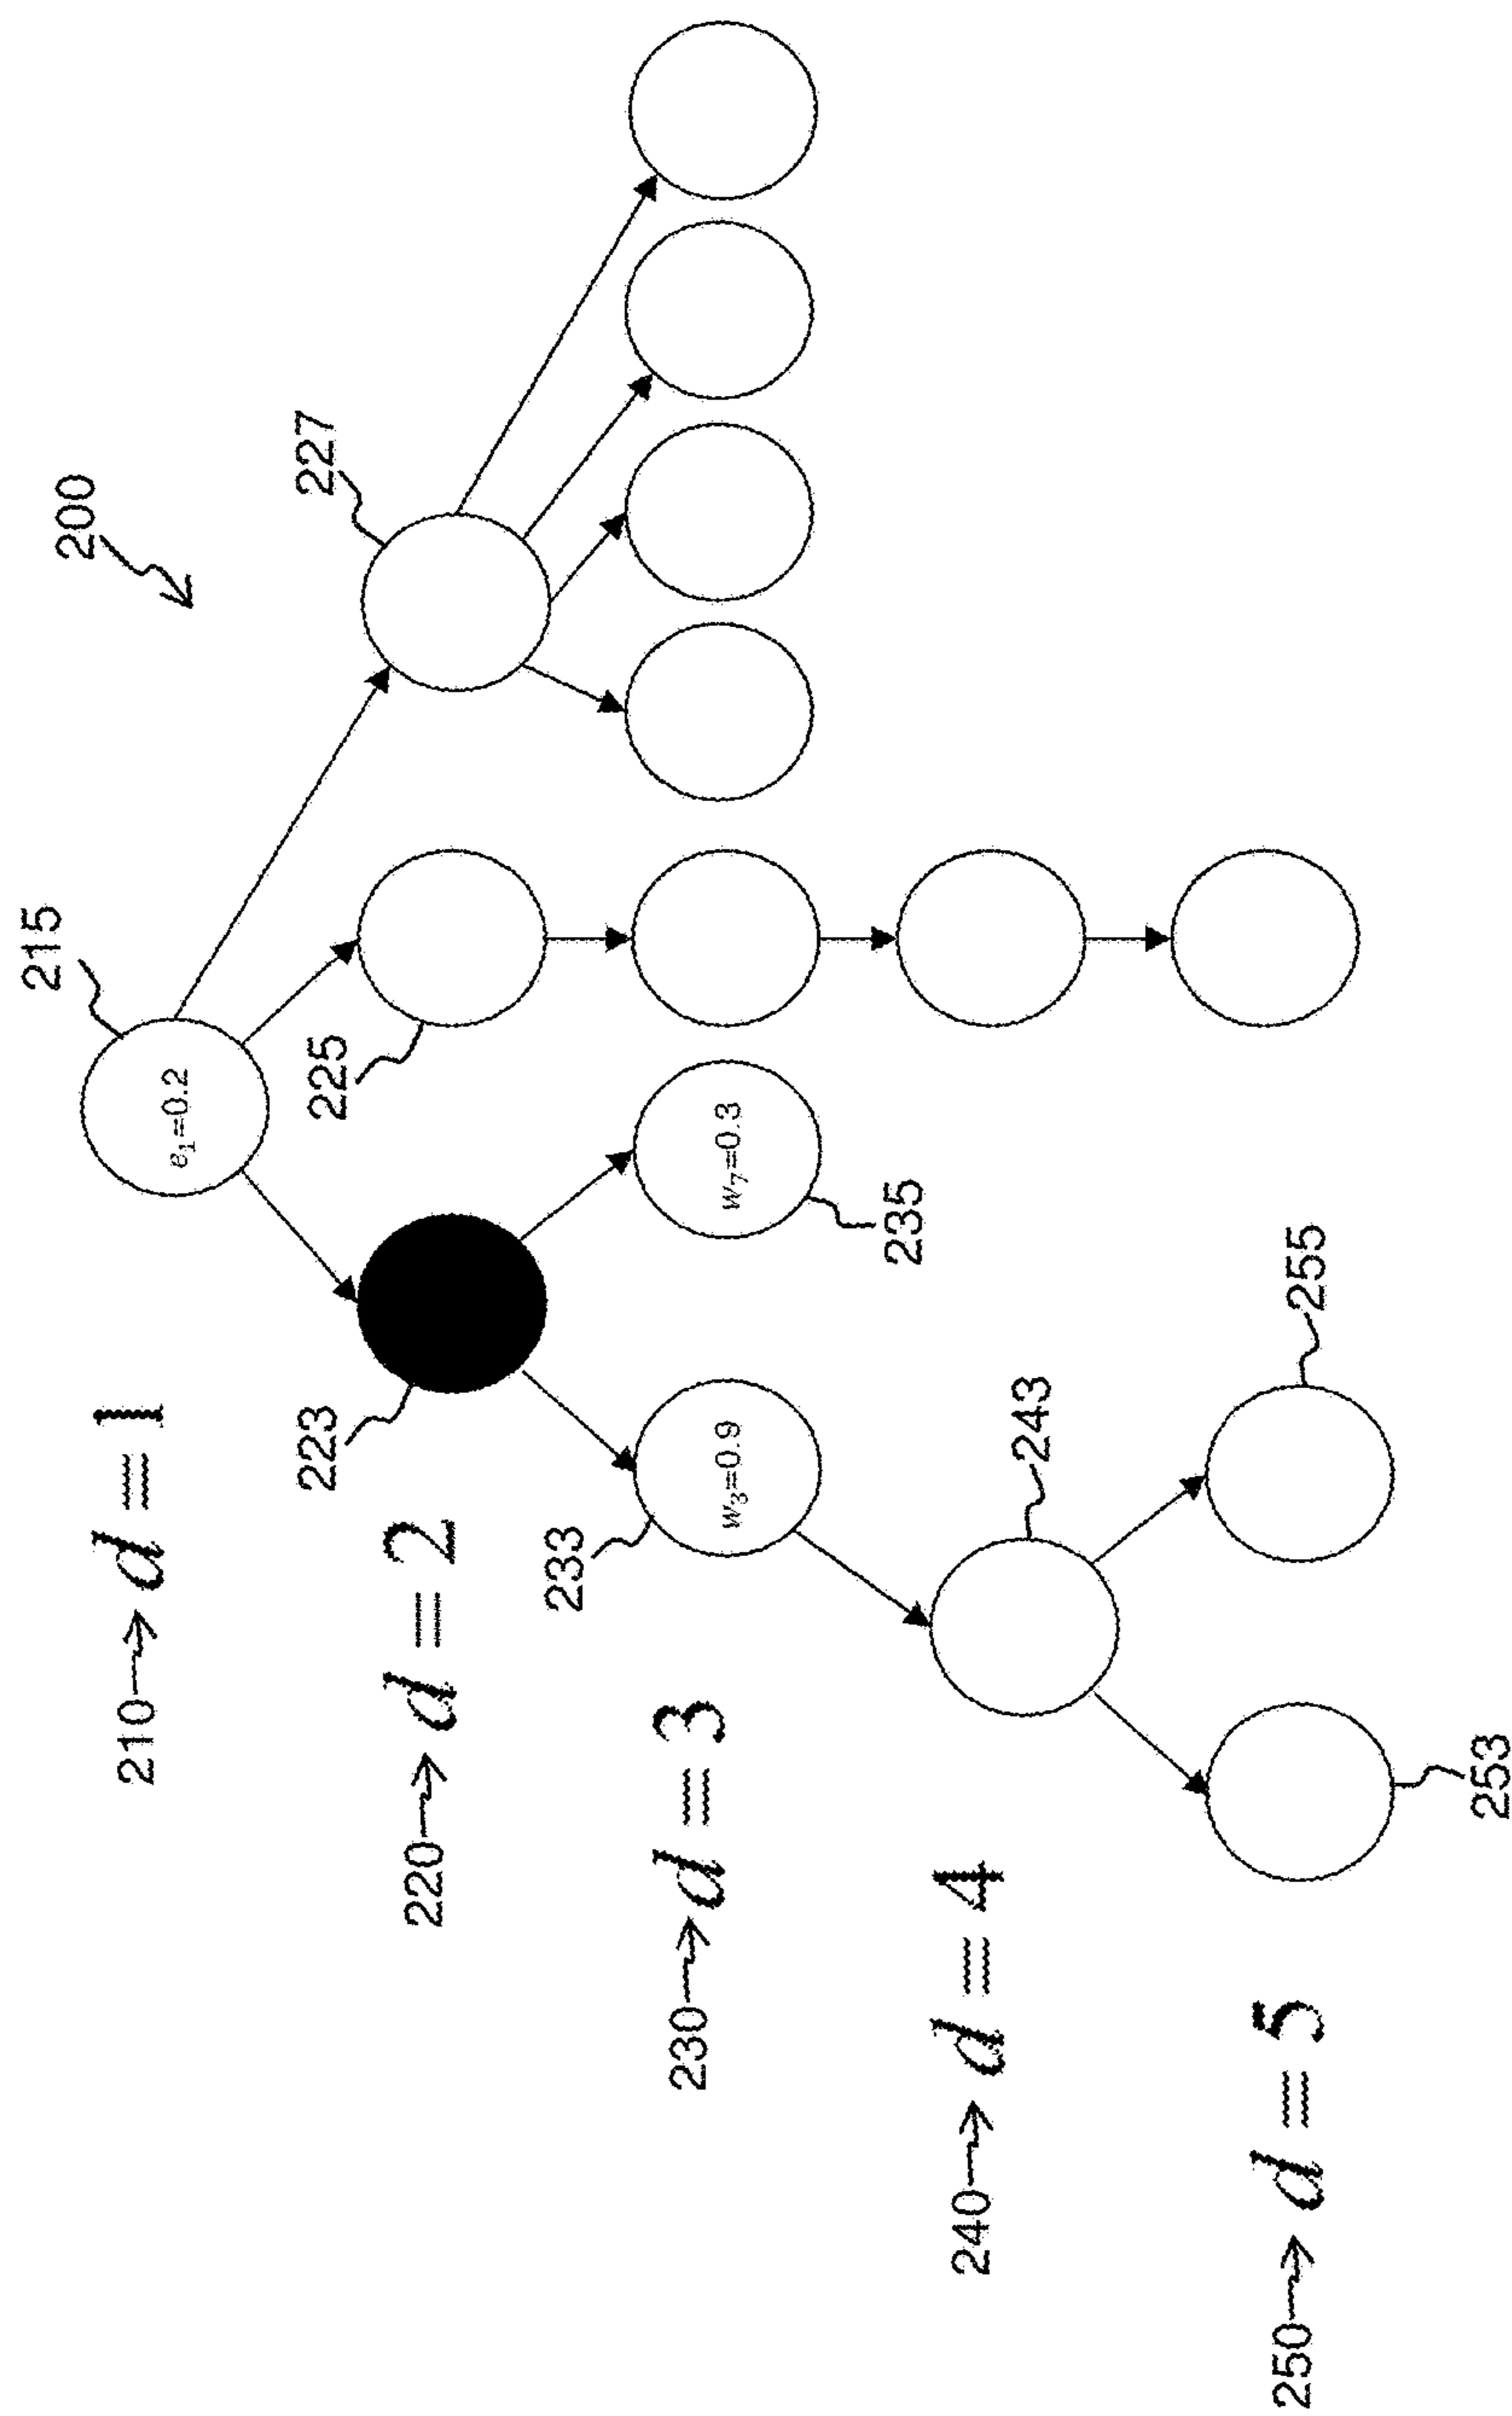 200
215
e1=0.2
210→d = 1
227
223
225
220→d = 2
233
w3=0.9
w7=0.3
235
230→d = 3
243
240→d = 4
255
253
250→d = 5